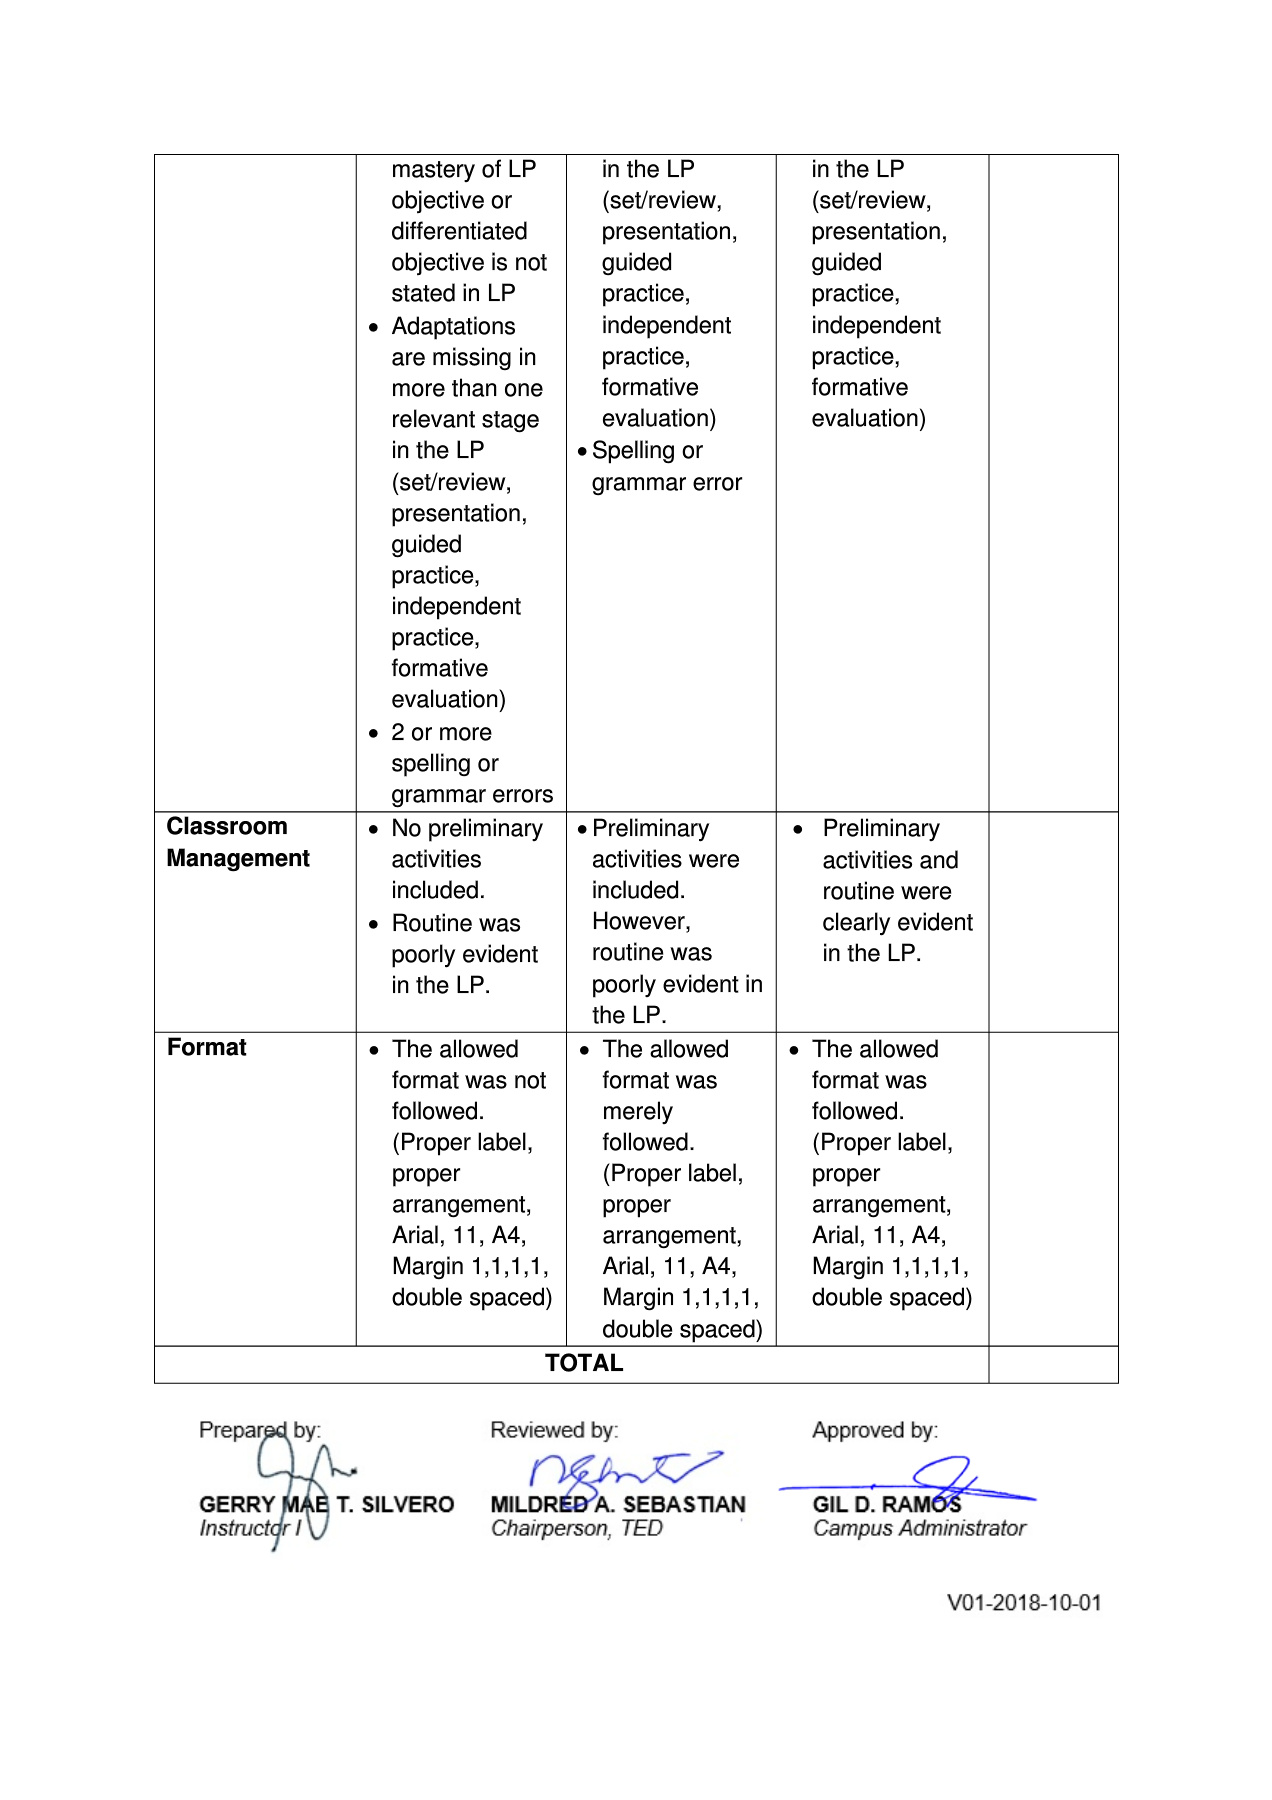 mastery of LP
objective or
differentiated
objective is not
stated in LP
• Adaptations
are missing in
more than one
relevant stage
in the LP
(set/review,
presentation,
guided
practice,
independent
practice,
formative
evaluation)
• 2 or more
spelling or
grammar errors
in the LP
(set/review,
presentation,
guided
practice,
independent
practice,
formative
evaluation)
• Spelling or
grammar error
in the LP
(set/review,
presentation,
guided
practice,
independent
practice,
formative
evaluation)
Classroom
Management
• No preliminary
activities
included.
• Routine was
poorly evident
in the LP.
• Preliminary
activities were
included.
However,
routine was
poorly evident in
the LP.
• Preliminary
activities and
routine were
clearly evident
in the LP.
Format
• The allowed
format was not
followed.
(Proper label,
proper
arrangement,
Arial, 11, A4,
Margin 1,1,1,1,
double spaced)
• The allowed
format was
merely
followed.
(Proper label,
proper
arrangement,
Arial, 11, A4,
Margin 1,1,1,1,
double spaced)
• The allowed
format was
followed.
(Proper label,
proper
arrangement,
Arial, 11, A4,
Margin 1,1,1,1,
double spaced)
TOTAL
Prepared by:
GERRY MAE T. SILVERO
Instructor I
Reviewed by:
MILDRED A. SEBASTIAN
Chairperson, TED
Approved by:
GIL D. RAMOS
Campus Administrator
V01-2018-10-01